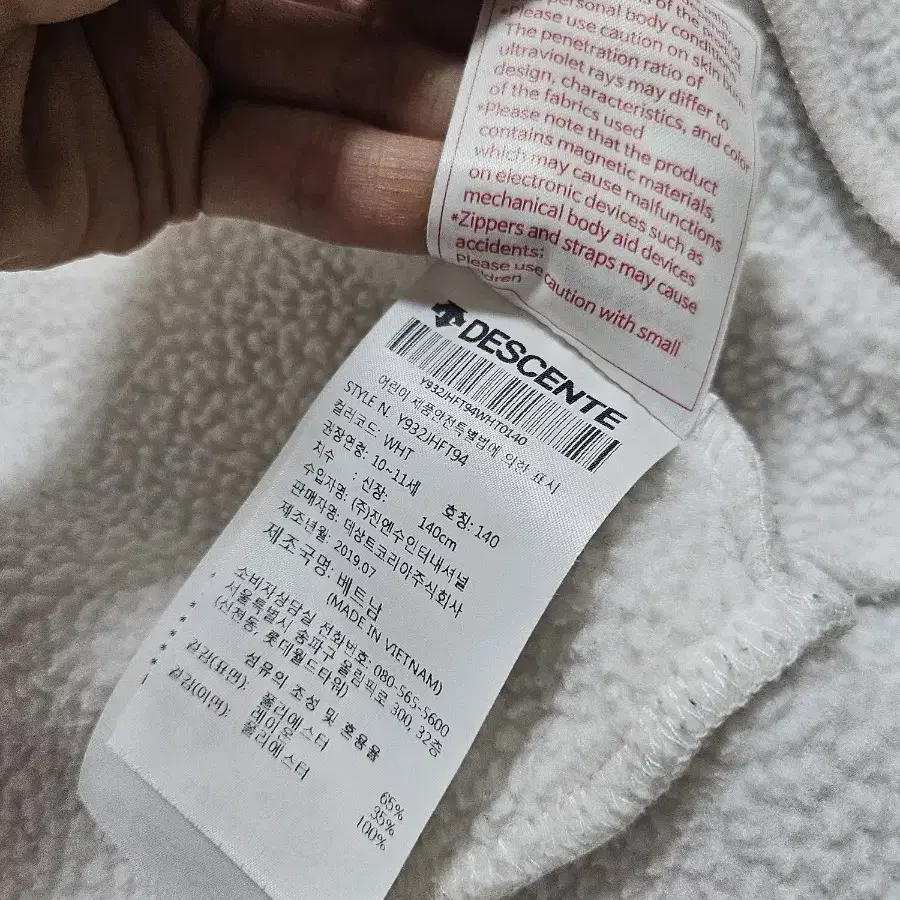 of the product
personal body conditions
*Please use caution on skin burn
The penetration ratio of
ultraviolet rays may differ to
design, characteristics, and color
of the fabrics used
*Please note that the product
contains magnetic materials,
which may cause malfunctions
on electronic devices such as
mechanical body aid devices
*Zippers and straps may cause
accidents:
Please use caution with small
ldren
DESCENTE
Y932JHFT94WHT0140
어린이 제품안전특별법에 의한 표시
STYLE N. Y932JHFT94
컬러코드: WHT
권장연령: 10~11세 호칭: 140
치수 : 신장: 140cm
수입자명: (주)진앤수인터내셔널
판매자명: 데상트코리아주식회사
제조년월: 2019.07
제조국명: 베트남
(MADE IN VIETNAM)
소비자상담실 전화번호: 080-565-5600
서울특별시 송파구 올림픽로 300, 32층
(신천동, 롯데월드타워)
섬유의 조성 및 혼용율
겉감(표면): 폴리에스터 65%
레이온 35%
겉감(이면): 폴리에스터 100%